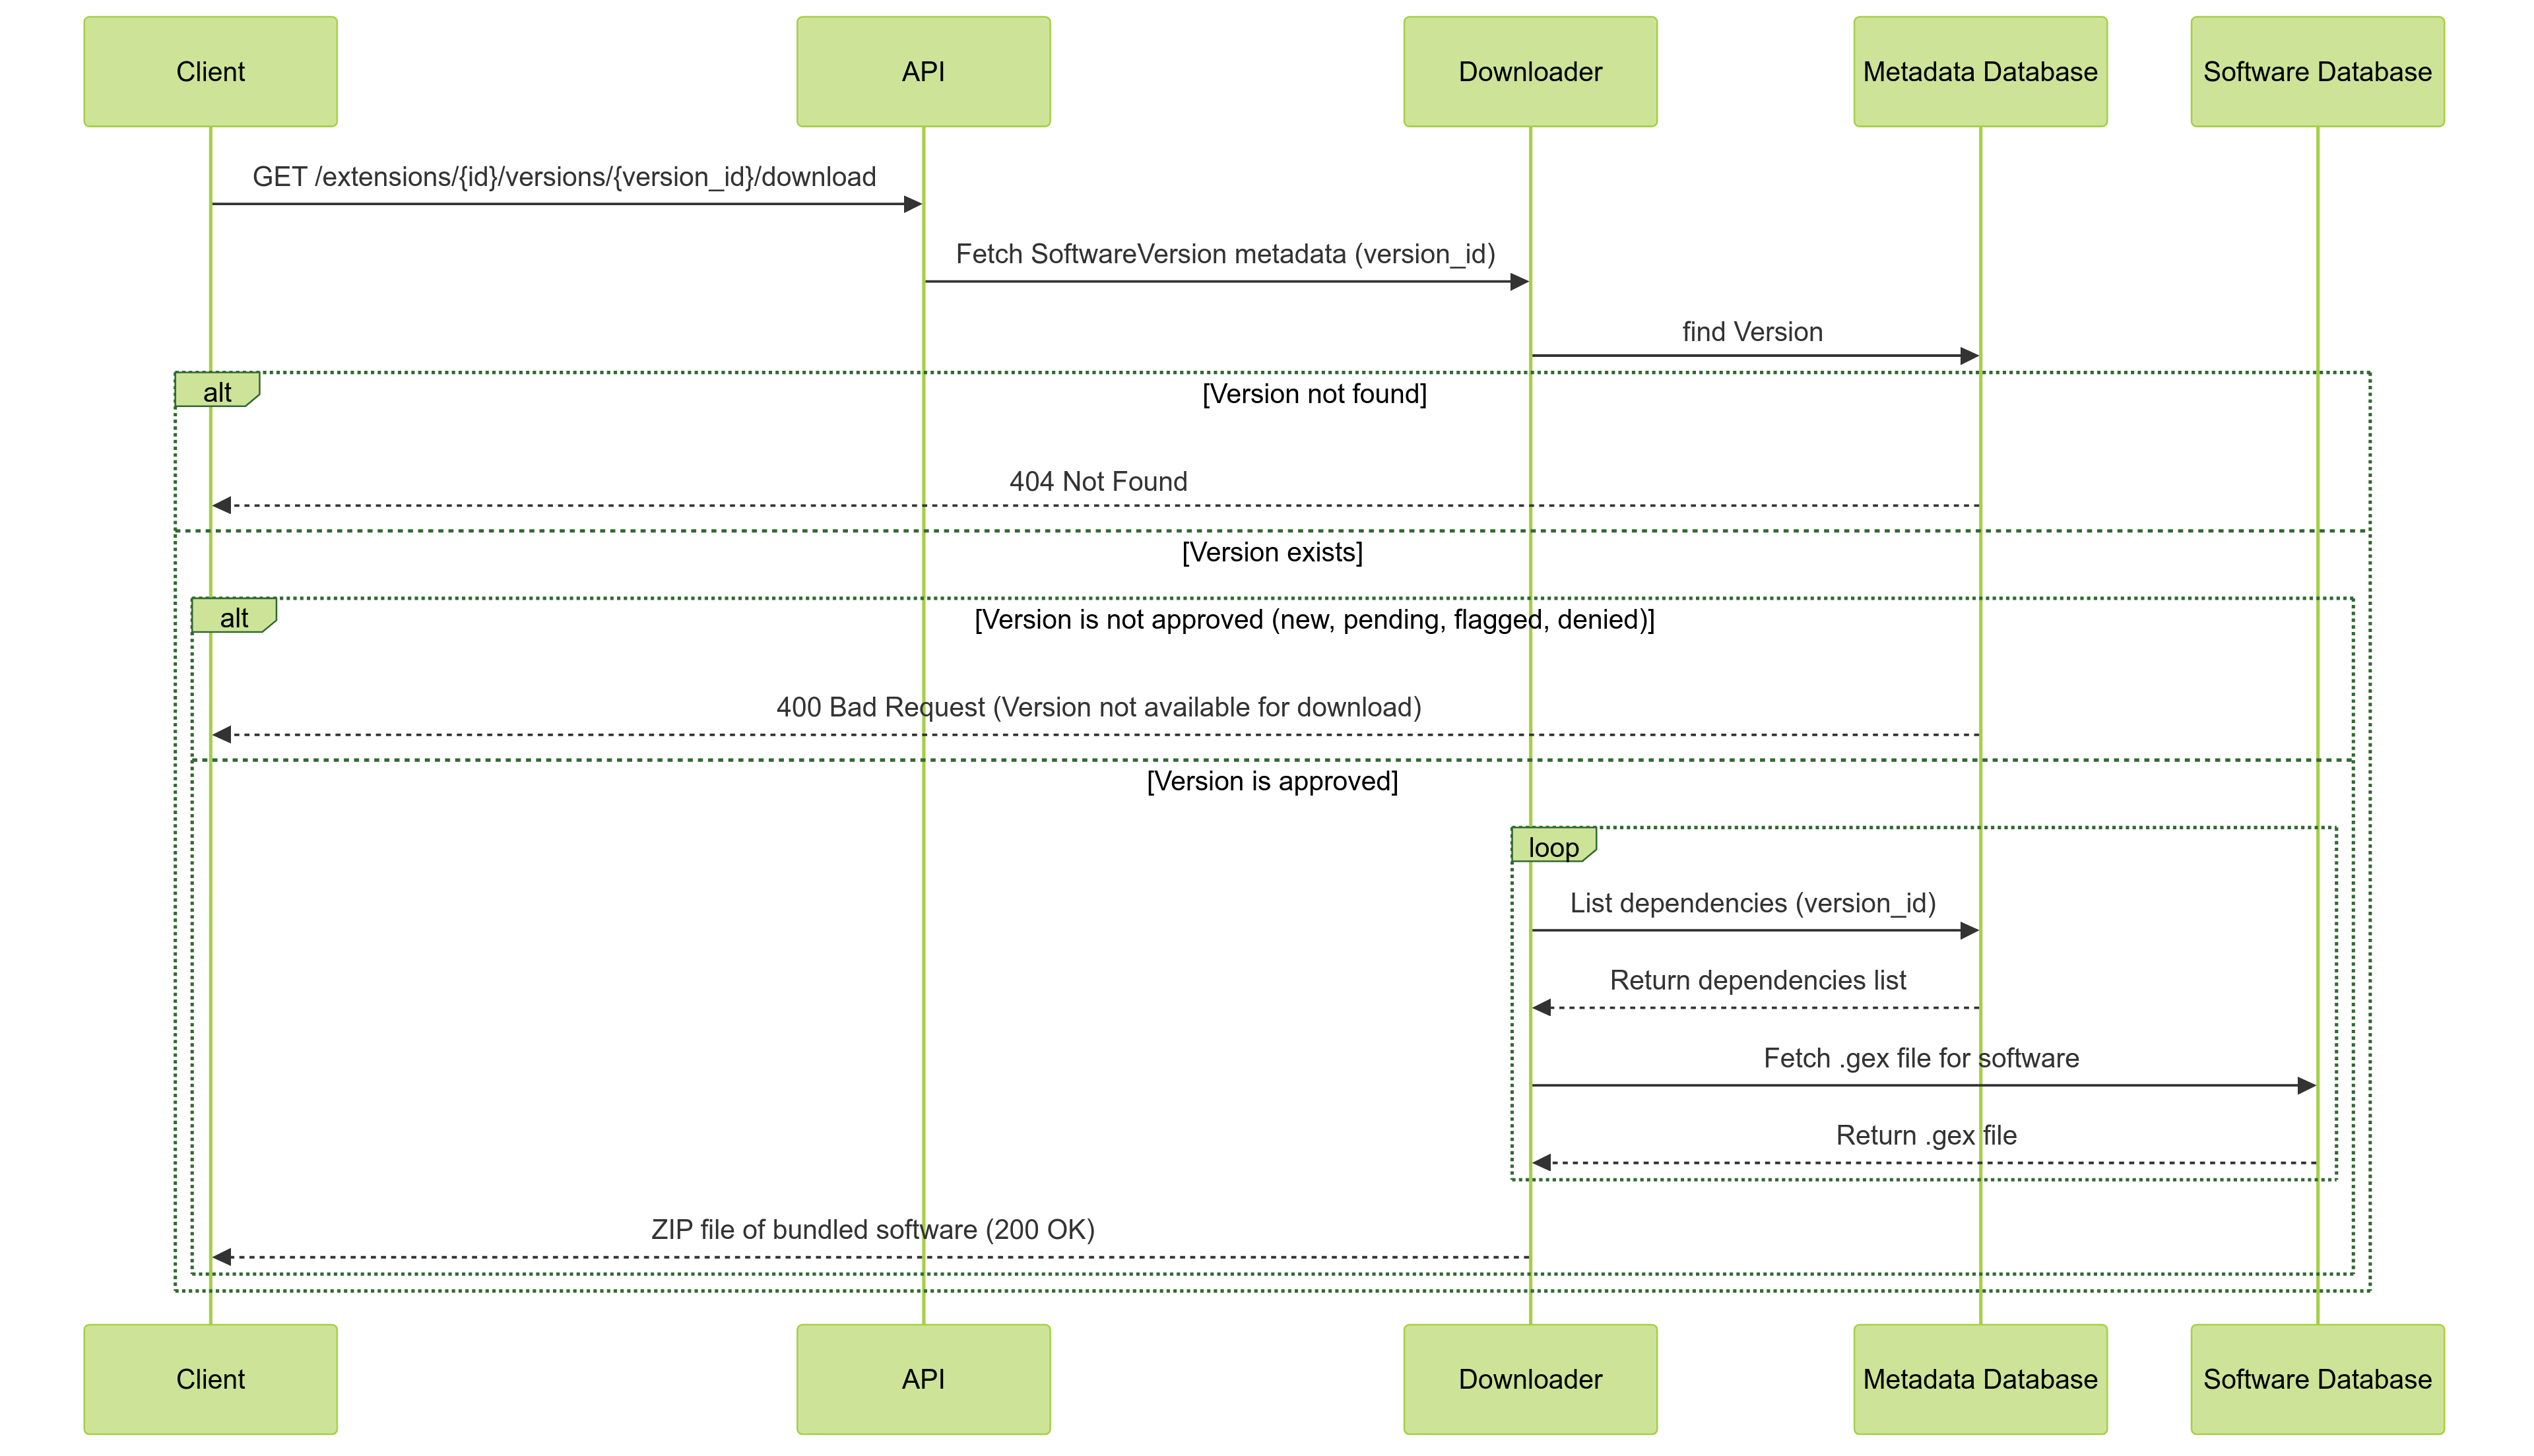 Client
API
Downloader
Metadata Database
Software Database
GET /extensions/{id}/versions/{version_id}/download
Fetch SoftwareVersion metadata (version_id)
find Version
alt
[Version not found]
404 Not Found
[Version exists]
alt
[Version is not approved (new, pending, flagged, denied)]
400 Bad Request (Version not available for download)
[Version is approved]
loop
List dependencies (version_id)
Return dependencies list
Fetch .gex file for software
Return .gex file
ZIP file of bundled software (200 OK)
Client
API
Downloader
Metadata Database
Software Database